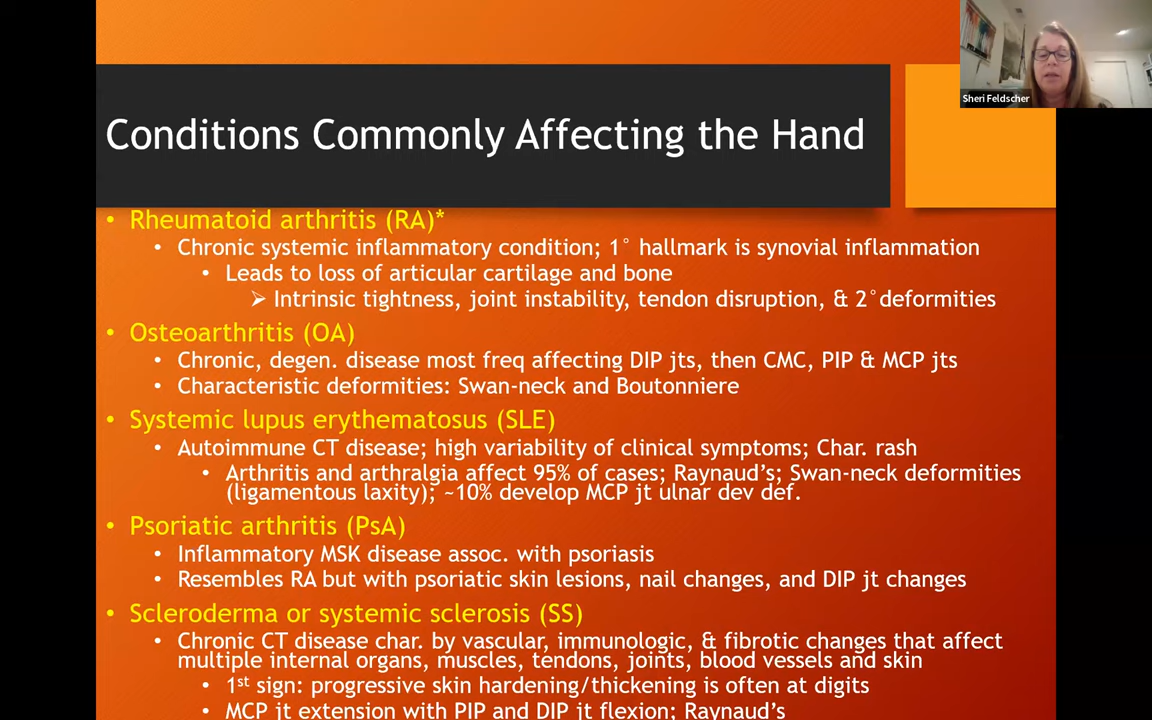 Sheri Feldscher
Conditions Commonly Affecting the Hand
• Rheumatoid arthritis (RA)*
• Chronic systemic inflammatory condition; 1° hallmark is synovial inflammation
• Leads to loss of articular cartilage and bone
➢ Intrinsic tightness, joint instability, tendon disruption, & 2°deformities
• Osteoarthritis (OA)
• Chronic, degen. disease most freq affecting DIP jts, then CMC, PIP & MCP jts
• Characteristic deformities: Swan-neck and Boutonniere
• Systemic lupus erythematosus (SLE)
• Autoimmune CT disease; high variability of clinical symptoms; Char. rash
• Arthritis and arthralgia affect 95% of cases; Raynaud's; Swan-neck deformities
(ligamentous laxity); ~10% develop MCP jt ulnar dev def.
• Psoriatic arthritis (PsA)
• Inflammatory MSK disease assoc. with psoriasis
• Resembles RA but with psoriatic skin lesions, nail changes, and DIP jt changes
• Scleroderma or systemic sclerosis (SS)
• Chronic CT disease char. by vascular, immunologic, & fibrotic changes that affect
multiple internal organs, muscles, tendons, joints, blood vessels and skin
• 1st sign: progressive skin hardening/thickening is often at digits
• MCP jt extension with PIP and DIP jt flexion; Raynaud's